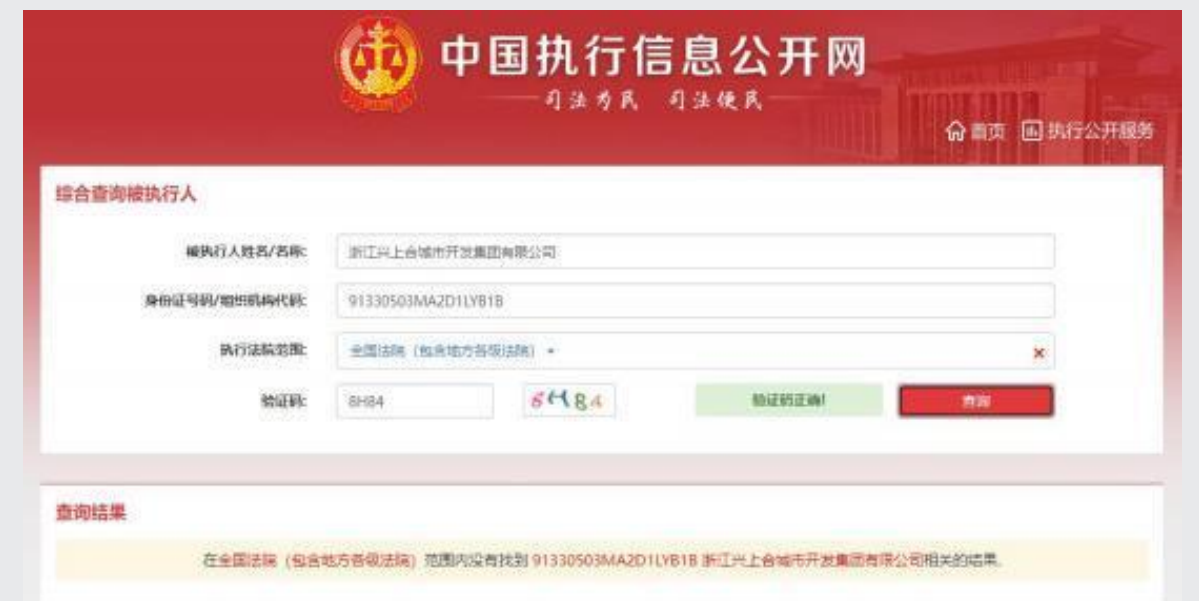 中国执行信息公开网
司法为民 司法便民
首页 执行公开服务
综合查询被执行人
被执行人姓名/名称: 浙江兴上合城市开发集团有限公司
身份证号码/组织机构代码: 91330503MA2D1LYB1B
执行法院范围: 全国法院（包含地方各级法院）
验证码: 8H84 8H84 验证码正确! 查询
查询结果
在全国法院（包含地方各级法院）范围内没有找到 91330503MA2D1LYB1B 浙江兴上合城市开发集团有限公司相关的结果.